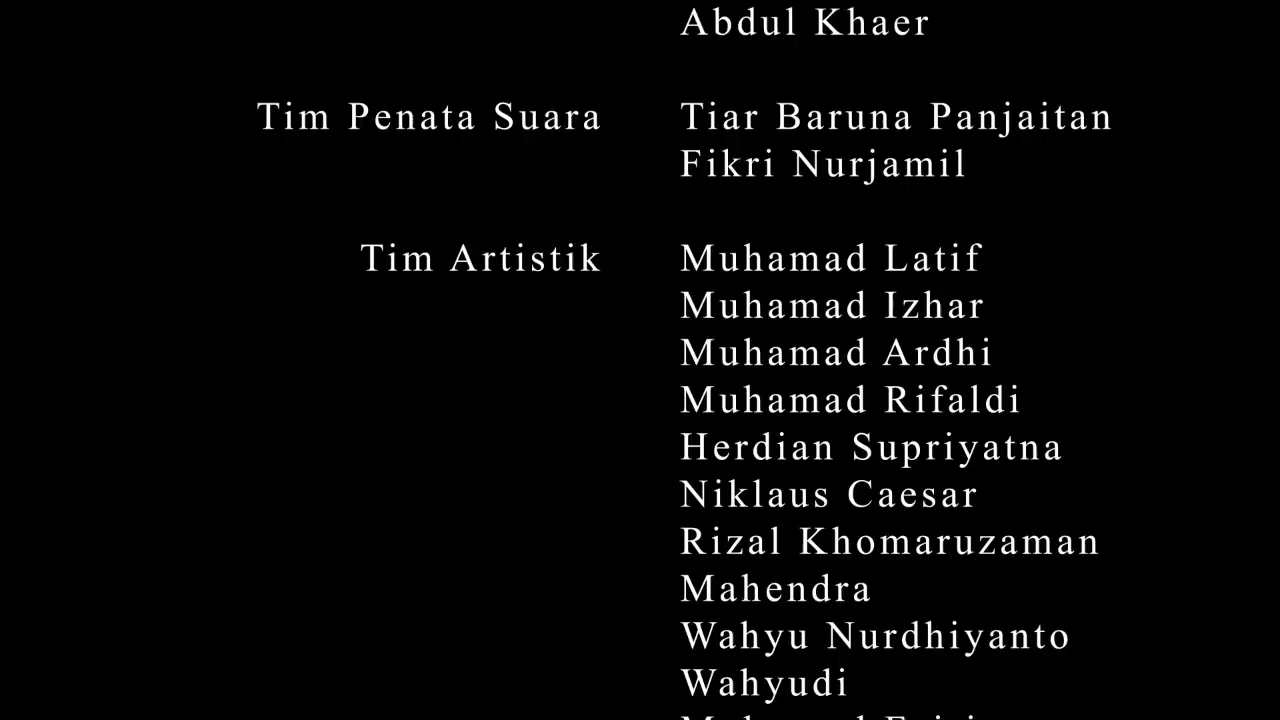 Abdul Khaer
Tim Penata Suara Tiar Baruna Panjaitan
Fikri Nurjamil
Tim Artistik Muhamad Latif
Muhamad Izhar
Muhamad Ardhi
Muhamad Rifaldi
Herdian Supriyatna
Niklaus Caesar
Rizal Khomaruzaman
Mahendra
Wahyu Nurdhiyanto
Wahyudi